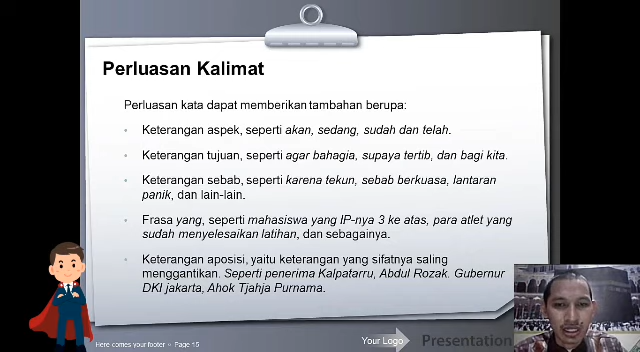 Perluasan Kalimat
Perluasan kata dapat memberikan tambahan berupa:
Keterangan aspek, seperti akan, sedang, sudah dan telah.
Keterangan tujuan, seperti agar bahagia, supaya tertib, dan bagi kita.
Keterangan sebab, seperti karena tekun, sebab berkuasa, lantaran
panik, dan lain-lain.
Frasa yang, seperti mahasiswa yang IP-nya 3 ke atas, para atlet yang
sudah menyelesaikan latihan, dan sebagainya.
Keterangan aposisi, yaitu keterangan yang sifatnya saling
menggantikan. Seperti penerima Kalpatarru, Abdul Rozak. Gubernur
DKI jakarta, Ahok Tjahja Purnama.
Here comes your footer Page 15
Your Logo
Presentation